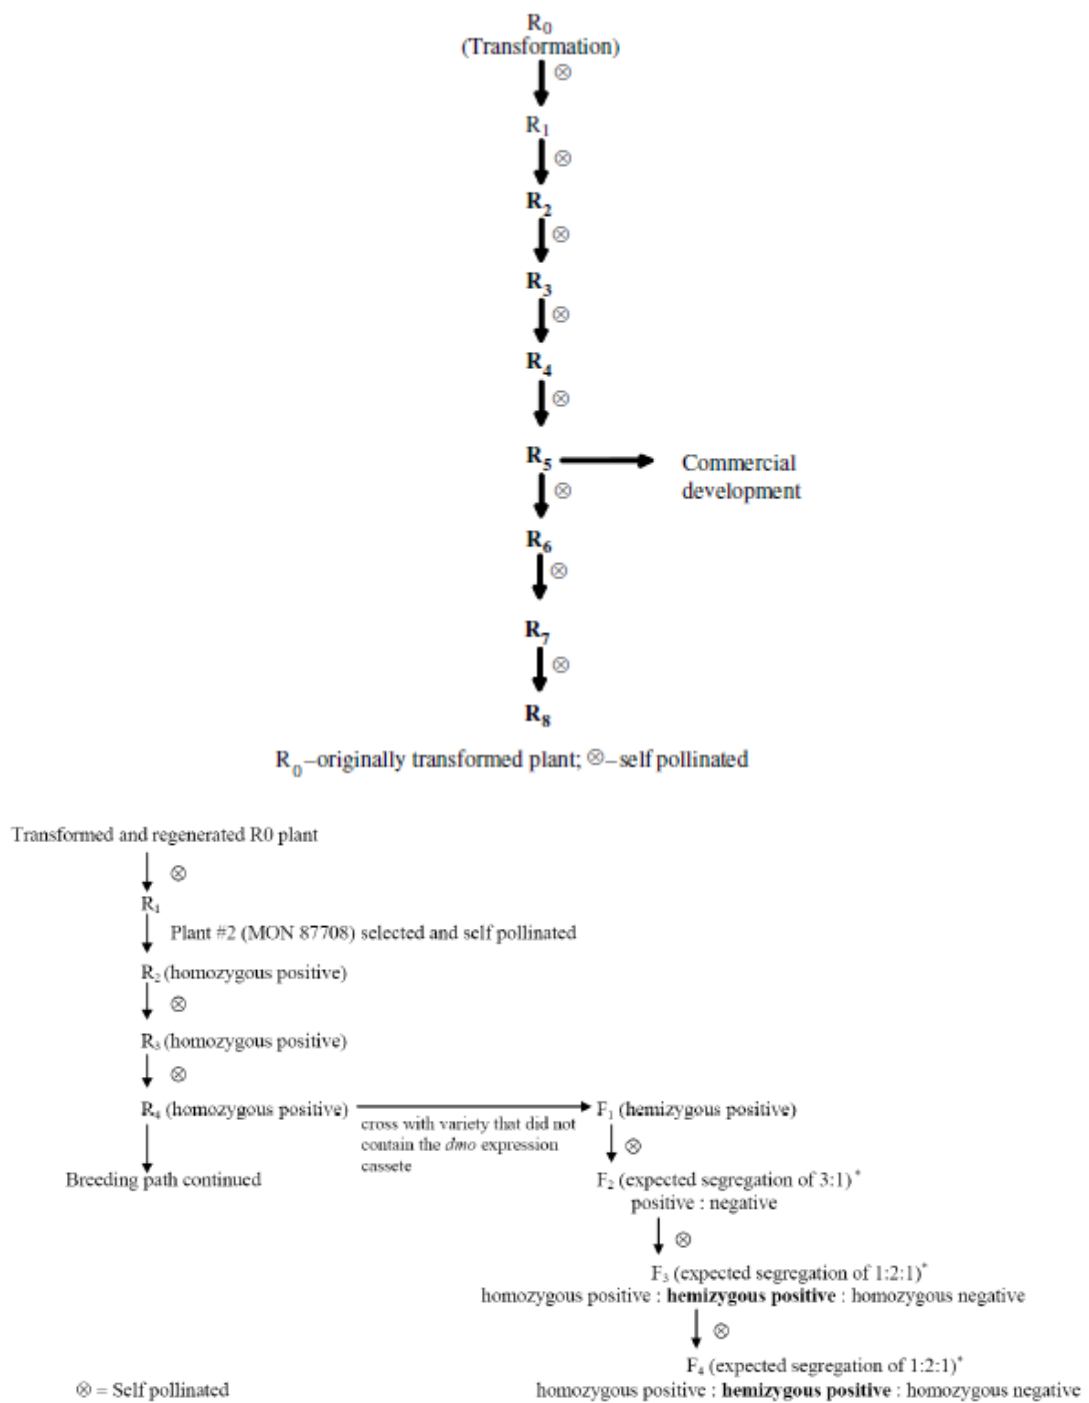 R0
(Transformation)
⊗
R1
⊗
R2
⊗
R3
⊗
R4
⊗
R5
Commercial
development
⊗
R6
⊗
R7
⊗
R8
R0–originally transformed plant; ⊗–self pollinated
Transformed and regenerated R0 plant
⊗
R1
Plant #2 (MON 87708) selected and self pollinated
R2 (homozygous positive)
⊗
R3 (homozygous positive)
⊗
R4 (homozygous positive)
cross with variety that did not
contain the dmo expression
cassete
F1 (hemizygous positive)
⊗
Breeding path continued
F2 (expected segregation of 3:1)*
positive : negative
⊗
F3 (expected segregation of 1:2:1)*
homozygous positive : hemizygous positive : homozygous negative
⊗
F4 (expected segregation of 1:2:1)*
homozygous positive : hemizygous positive : homozygous negative
⊗ = Self pollinated